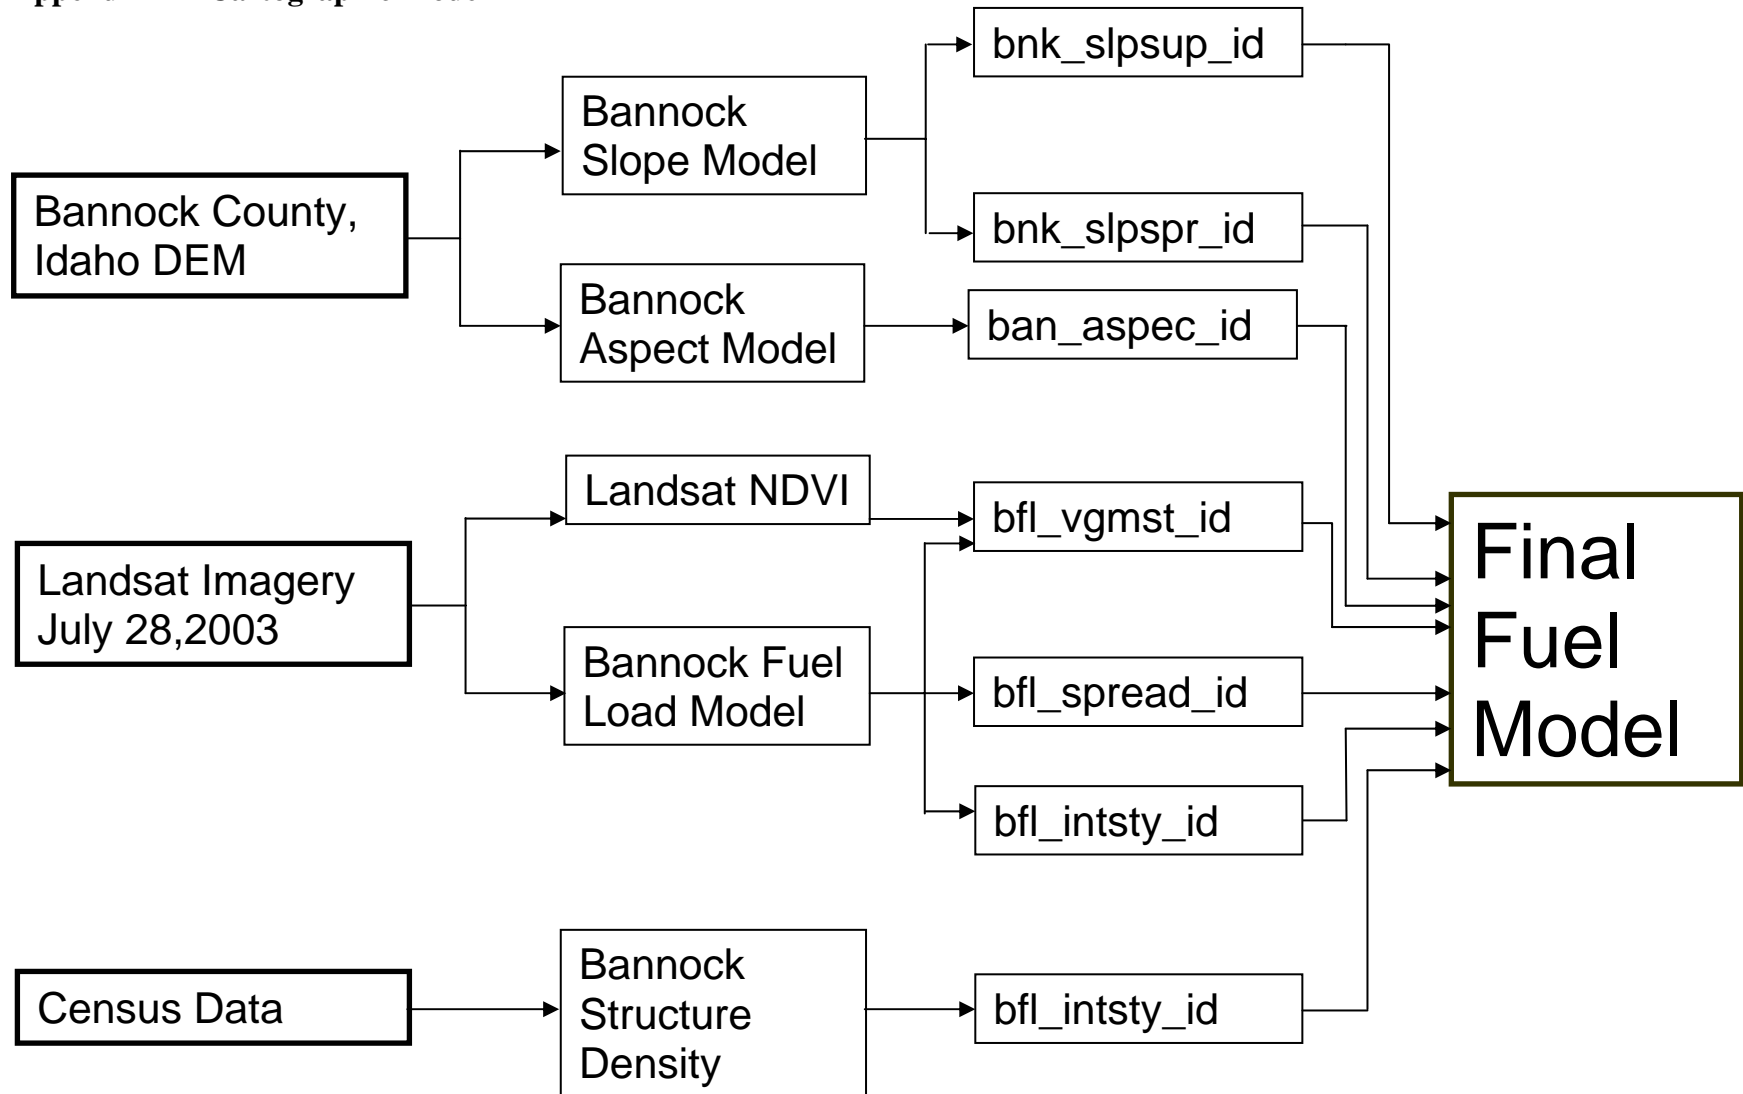 bnk_slpsup_id
Bannock
Slope Model
Bannock County,
Idaho DEM
bnk_slpspr_id
Bannock
Aspect Model
ban_aspec_id
Landsat NDVI
bfl_vgmst_id
Landsat Imagery
July 28,2003
Bannock Fuel
Load Model
bfl_spread_id
bfl_intsty_id
Final
Fuel
Model
Census Data
Bannock
Structure
Density
bfl_intsty_id